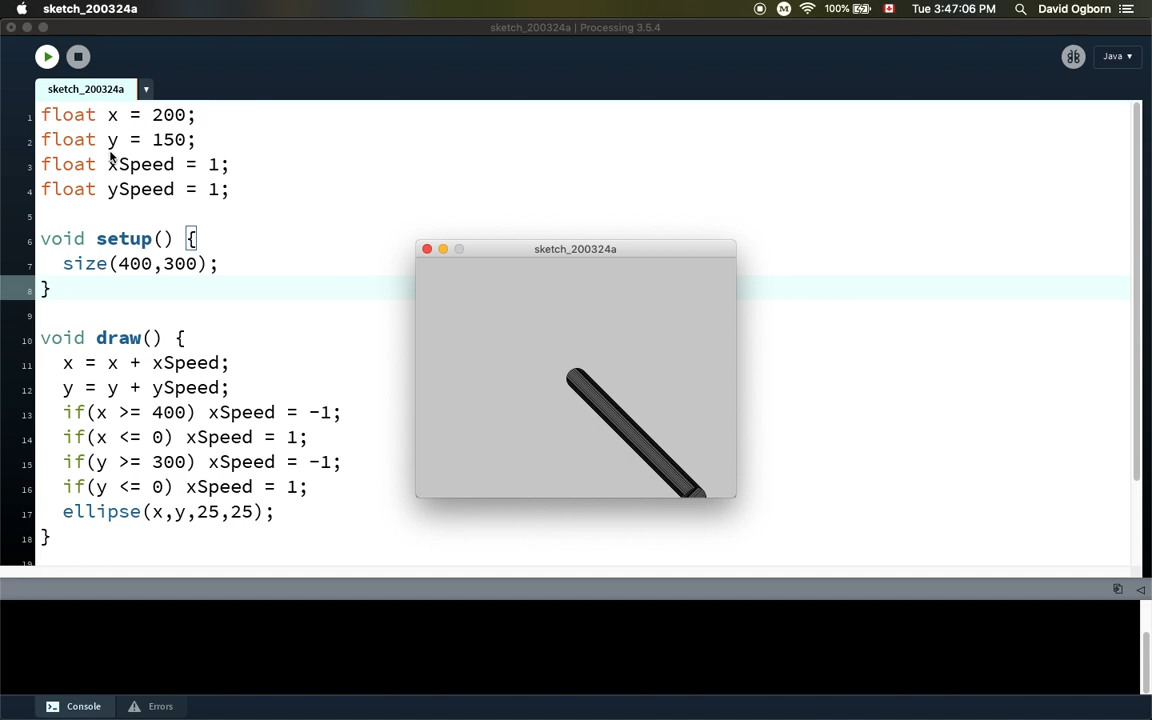 sketch_200324a
100%
Tue 3:47:06 PM
David Ogborn
sketch_200324a | Processing 3.5.4
Java ▾
sketch_200324a
1 float x = 200;
2 float y = 150;
3 float xSpeed = 1;
4 float ySpeed = 1;
5
6 void setup() {
7 size(400,300);
8 }
9
10 void draw() {
11 x = x + xSpeed;
12 y = y + ySpeed;
13 if(x >= 400) xSpeed = -1;
14 if(x <= 0) xSpeed = 1;
15 if(y >= 300) xSpeed = -1;
16 if(y <= 0) xSpeed = 1;
17 ellipse(x,y,25,25);
18 }
19
sketch_200324a
Console
Errors